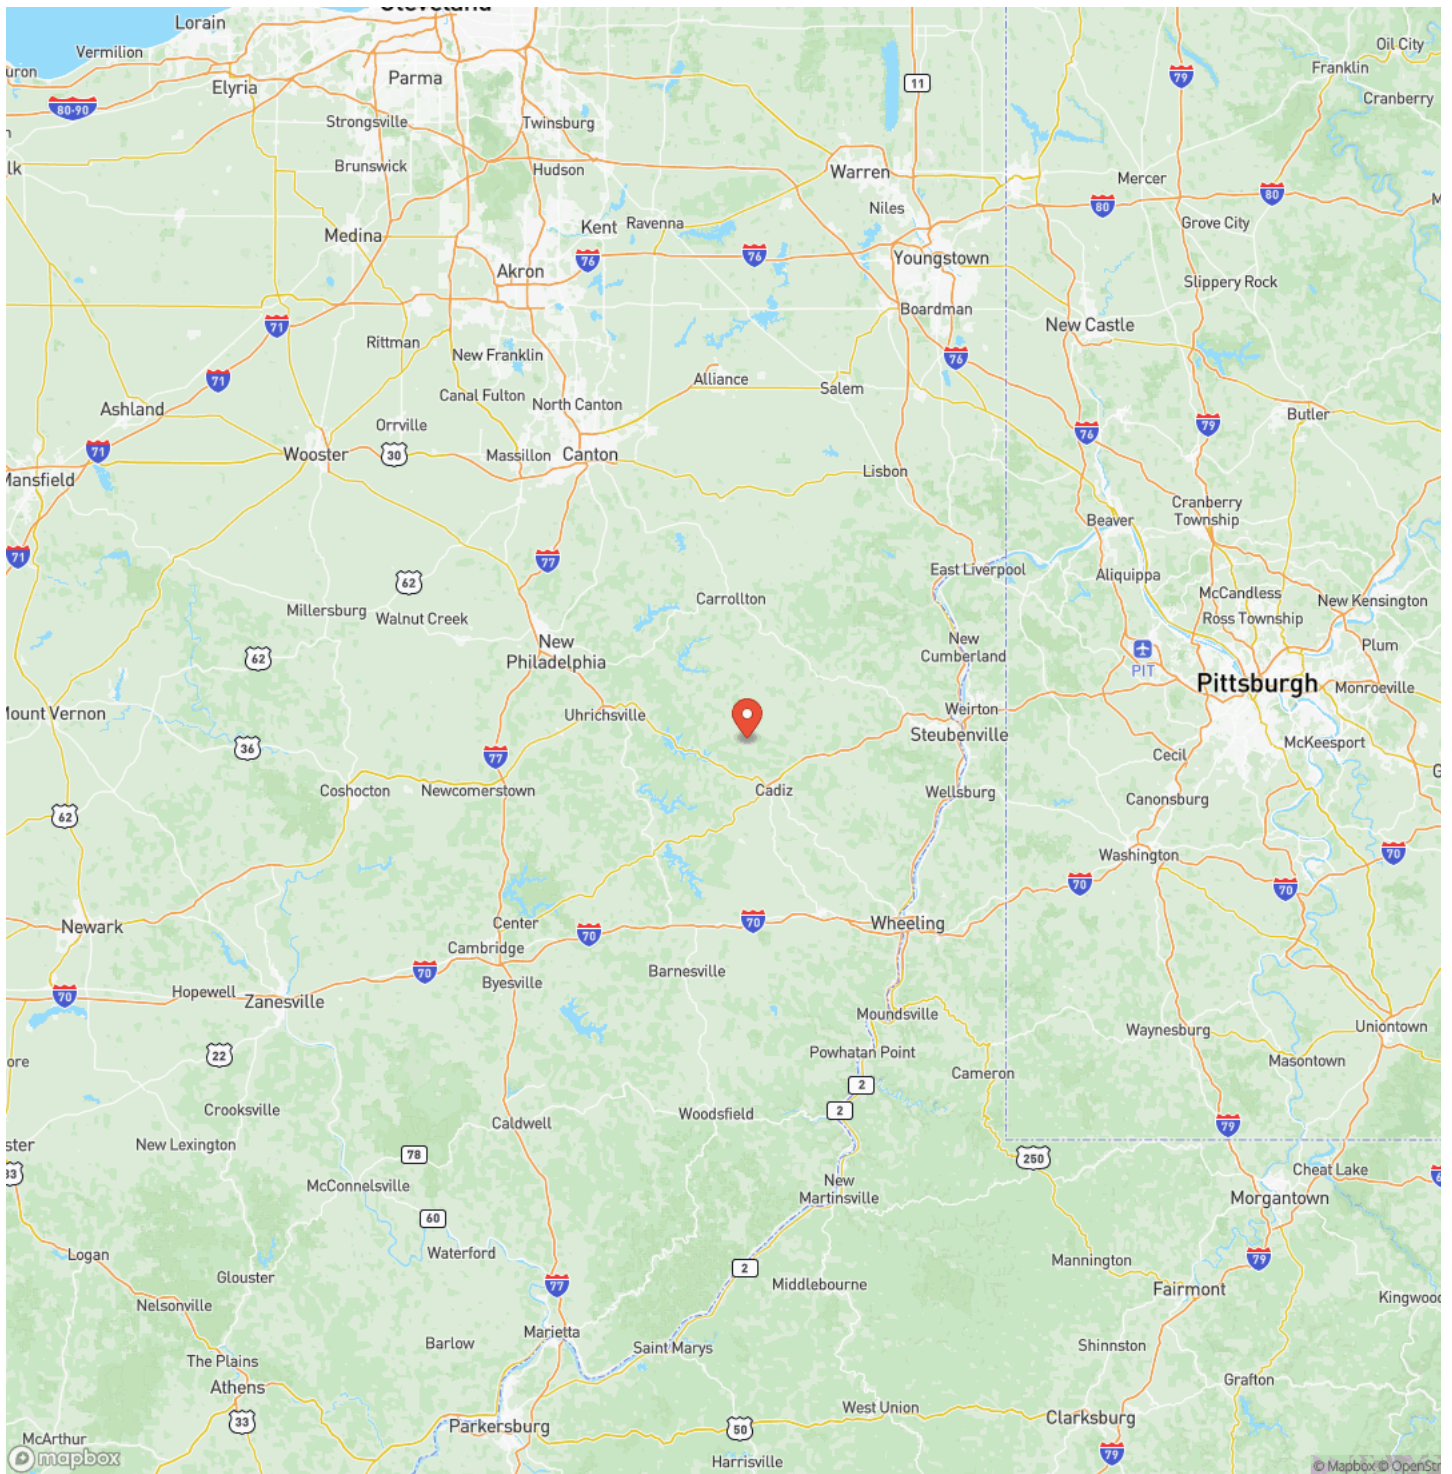 Cleveland
Lorain
Vermilion
Oil City
Franklin
uron
Parma
79
Elyria
11
Cranberry
80-90
Strongsville
Twinsburg
Brunswick
Hudson
Warren
lk
Mercer
80
80
Niles
Grove City
Kent
Ravenna
Medina
76
76
Youngstown
Akron
Slippery Rock
Boardman
71
New Castle
Rittman
New Franklin
76
71
Alliance
Salem
Canal Fulton
North Canton
Ashland
Butler
Orrville
79
76
71
Wooster
30
Massillon
Canton
Lisbon
Mansfield
Cranberry
Township
Beaver
71
77
East Liverpool
Aliquippa
62
McCandless
New Kensington
Carrollton
Millersburg
Walnut Creek
Ross Township
New
Philadelphia
New
Cumberland
Plum
62
PIT
Pittsburgh
Monroeville
Mount Vernon
Uhrichsville
Weirton
Steubenville
36
77
Cecil
McKeesport
Coshocton
Newcomerstown
Cadiz
Wellsburg
Canonsburg
62
Washington
70
70
70
Newark
Center
70
70
Wheeling
Cambridge
70
Barnesville
Byesville
Hopewell
70
Zanesville
Moundsville
Waynesburg
Uniontown
22
Powhatan Point
ore
Masontown
Cameron
2
Crooksville
Woodsfield
2
Caldwell
79
New Lexington
ster
78
250
33
Cheat Lake
McConnelsville
New
Martinsville
Morgantown
60
Logan
Waterford
Mannington
79
2
Glouster
77
Middlebourne
Fairmont
Kingwood
Nelsonville
Marietta
Barlow
Saint Marys
Shinnston
The Plains
Athens
Grafton
33
Parkersburg
50
West Union
Clarksburg
McArthur
79
Harrisville
mapbox
© Mapbox © OpenStr